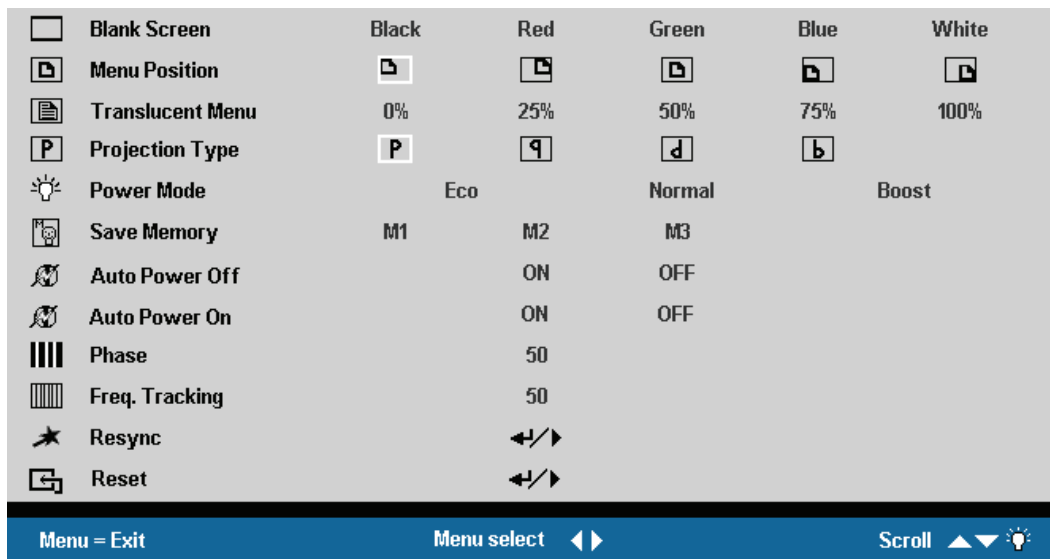 Blank Screen Black Red Green Blue White
Menu Position
Translucent Menu 0% 25% 50% 75% 100%
P Projection Type P q d b
Power Mode Eco Normal Boost
M Save Memory M1 M2 M3
Auto Power Off ON OFF
Auto Power On ON OFF
Phase 50
Freq. Tracking 50
Resync /
Reset /
Menu = Exit Menu select Scroll